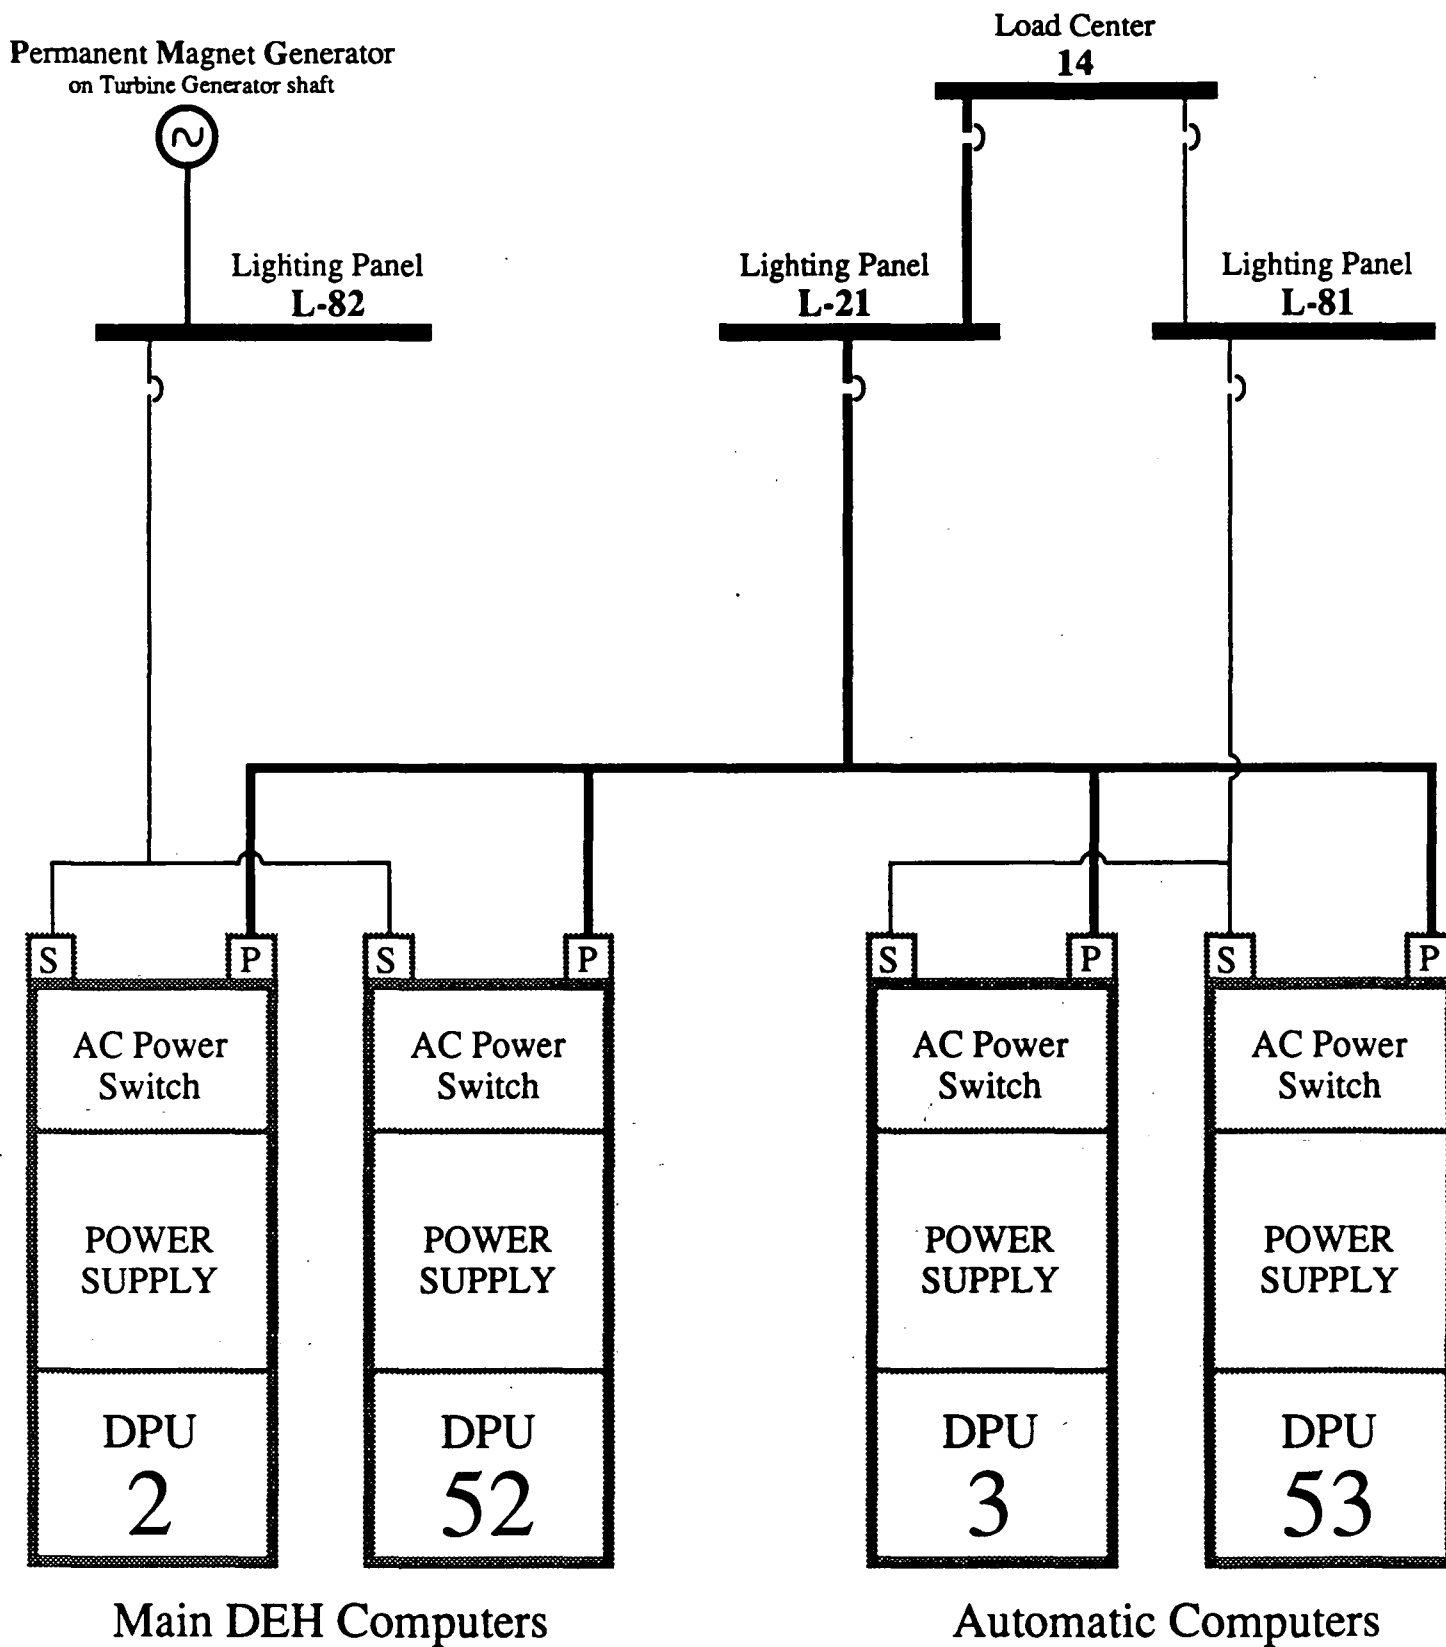 Permanent Magnet Generator
on Turbine Generator shaft
Load Center
14
Lighting Panel
L-82
Lighting Panel
L-21
Lighting Panel
L-81
S
P
S
P
S
P
S
P
AC Power
Switch
AC Power
Switch
AC Power
Switch
AC Power
Switch
POWER
SUPPLY
POWER
SUPPLY
POWER
SUPPLY
POWER
SUPPLY
DPU
2
DPU
52
DPU
3
DPU
53
Main DEH Computers
Automatic Computers